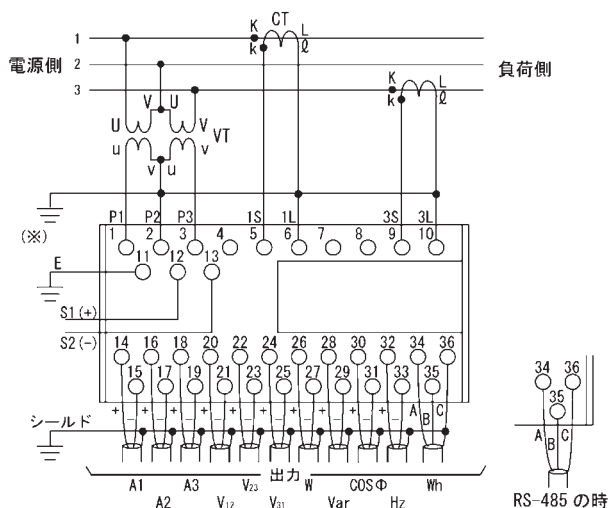 CT
1
K
L
k
ℓ
電源側
2
負荷側
3
K
L
k
ℓ
V
U
U
V
VT
u
v
v
u
(※)
P1
P2
P3
1S
1L
3S
3L
1
2
3
4
5
6
7
8
9
10
E
11
12
13
S1(+)
S2(-)
14
16
18
20
22
24
26
28
30
32
34
36
15
17
19
21
23
25
27
29
31
33
35
+
+
+
+
+
+
+
+
+
+
A
B
C
シールド
出力
A1
A3
V₂₃
W
COSΦ
Wh
A2
V₁₂
V₃₁
Var
Hz
34
36
35
A
B
C
RS-485 の時